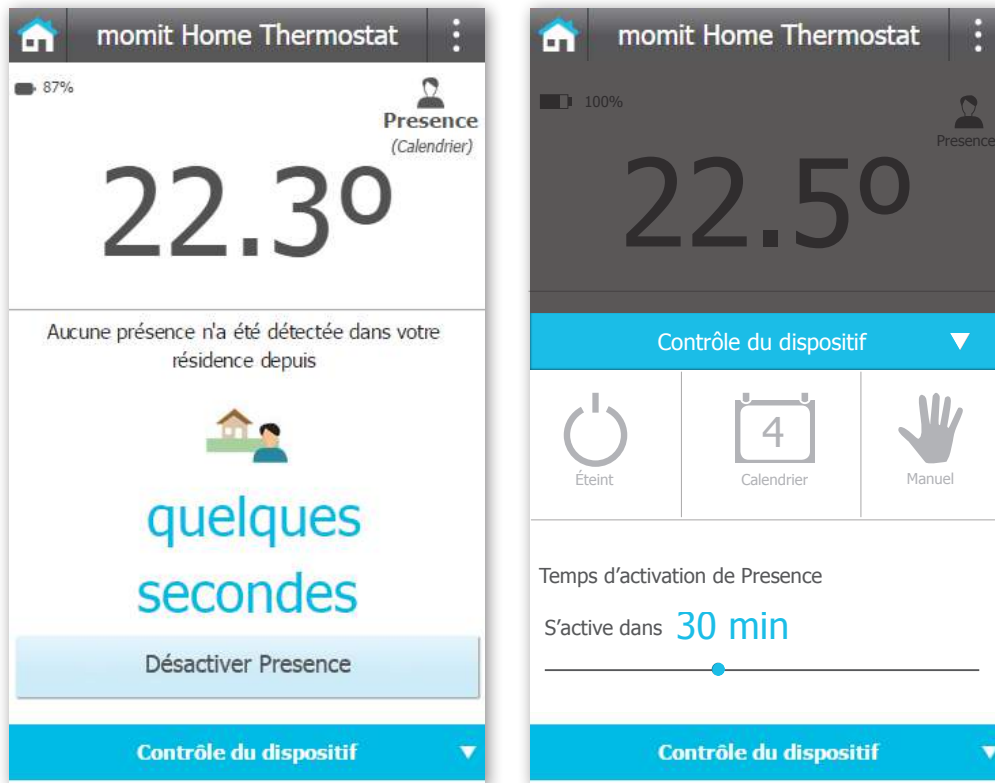 momit Home Thermostat
87%
Presence
(Calendrier)
22.3º
Aucune présence n'a été détectée dans votre
résidence depuis
quelques
secondes
Désactiver Presence
Contrôle du dispositif
momit Home Thermostat
100%
Presence
22.5º
Contrôle du dispositif
4
Éteint
Calendrier
Manuel
Temps d’activation de Presence
S’active dans 30 min
Contrôle du dispositif